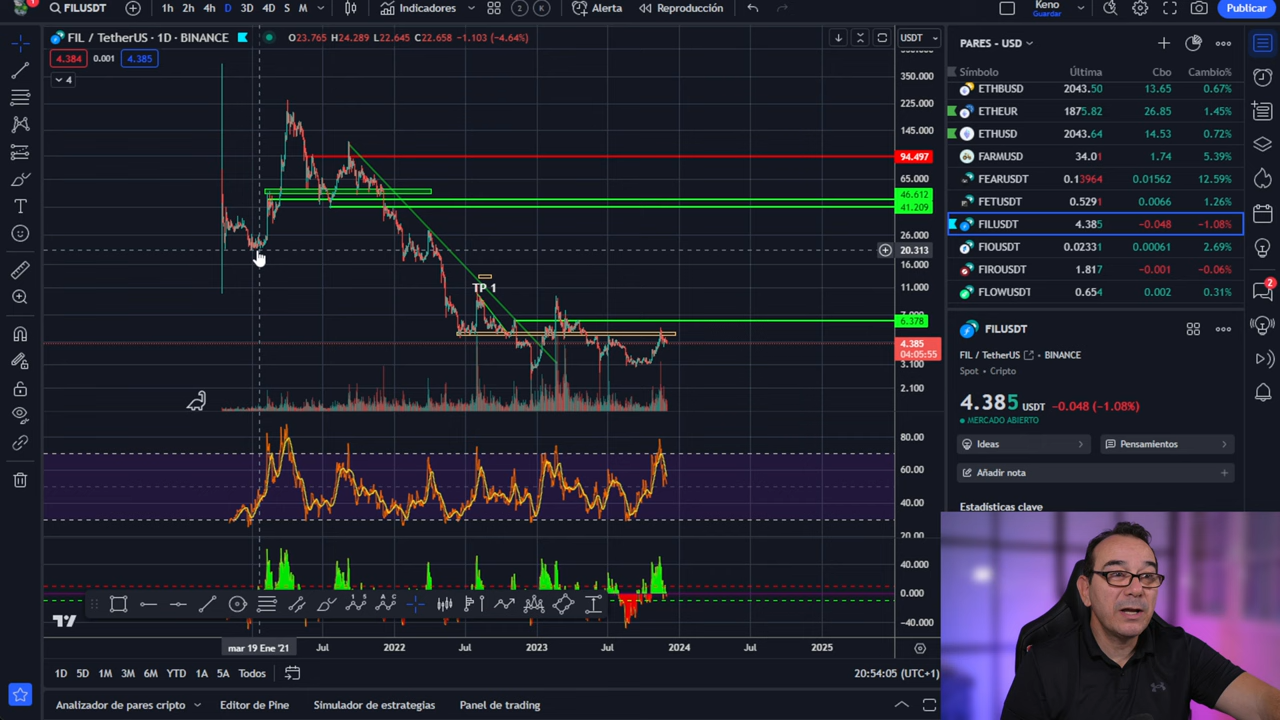 FILUSDT 1h 2h 4h D 3D 4D S M Indicadores 2 K Alerta Reproducción Keno Guardar Publicar
FIL / TetherUS · 1D · BINANCE O23.765 H24.289 L22.645 C22.658 −1.103 (−4.64%)
4.384 0.001 4.385
4
USDT
350.000
225.000
145.000
94.497
65.000
46.612
41.209
26.000
20.313
16.000
11.000
6.378
4.385
04:05:55
3.100
2.100
TP 1
80.00
60.00
40.00
20.00
40.000
0.000
−40.000
mar 19 Ene '21 Jul 2022 Jul 2023 Jul 2024 2025
1D 5D 1M 3M 6M YTD 1A 5A Todos 20:54:05 (UTC+1)
Analizador de pares cripto Editor de Pine Simulador de estrategias Panel de trading
PARES - USD
Símbolo Última Cbo Cambio%
ETHBUSD 2043.50 13.65 0.67%
ETHEUR 1875.82 26.85 1.45%
ETHUSD 2043.64 14.53 0.72%
FARMUSD 34.01 1.74 5.39%
FEARUSDT 0.13964 0.01562 12.59%
FETUSDT 0.5291 0.0066 1.26%
FILUSDT 4.385 −0.048 −1.08%
FIOUSDT 0.02331 0.00061 2.69%
FIROUSDT 1.817 −0.001 −0.06%
FLOWUSDT 0.654 0.002 0.31%
FILUSDT
FIL / TetherUS BINANCE
Spot • Cripto
4.385 USDT −0.048 (−1.08%)
MERCADO ABIERTO
Ideas Pensamientos
Añadir nota
Estadísticas clave
2